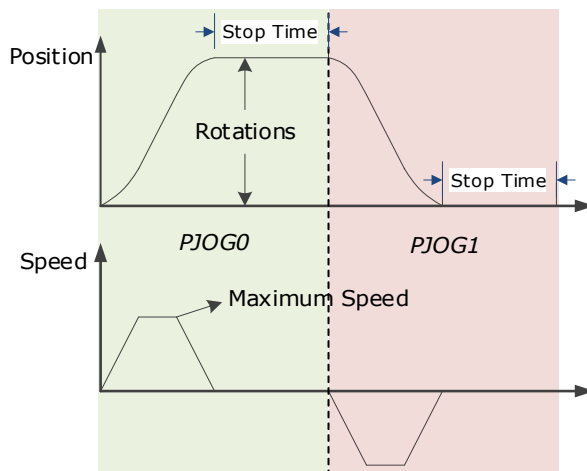 Stop Time
Position
Rotations
Stop Time
PJOG0
PJOG1
Speed
Maximum Speed